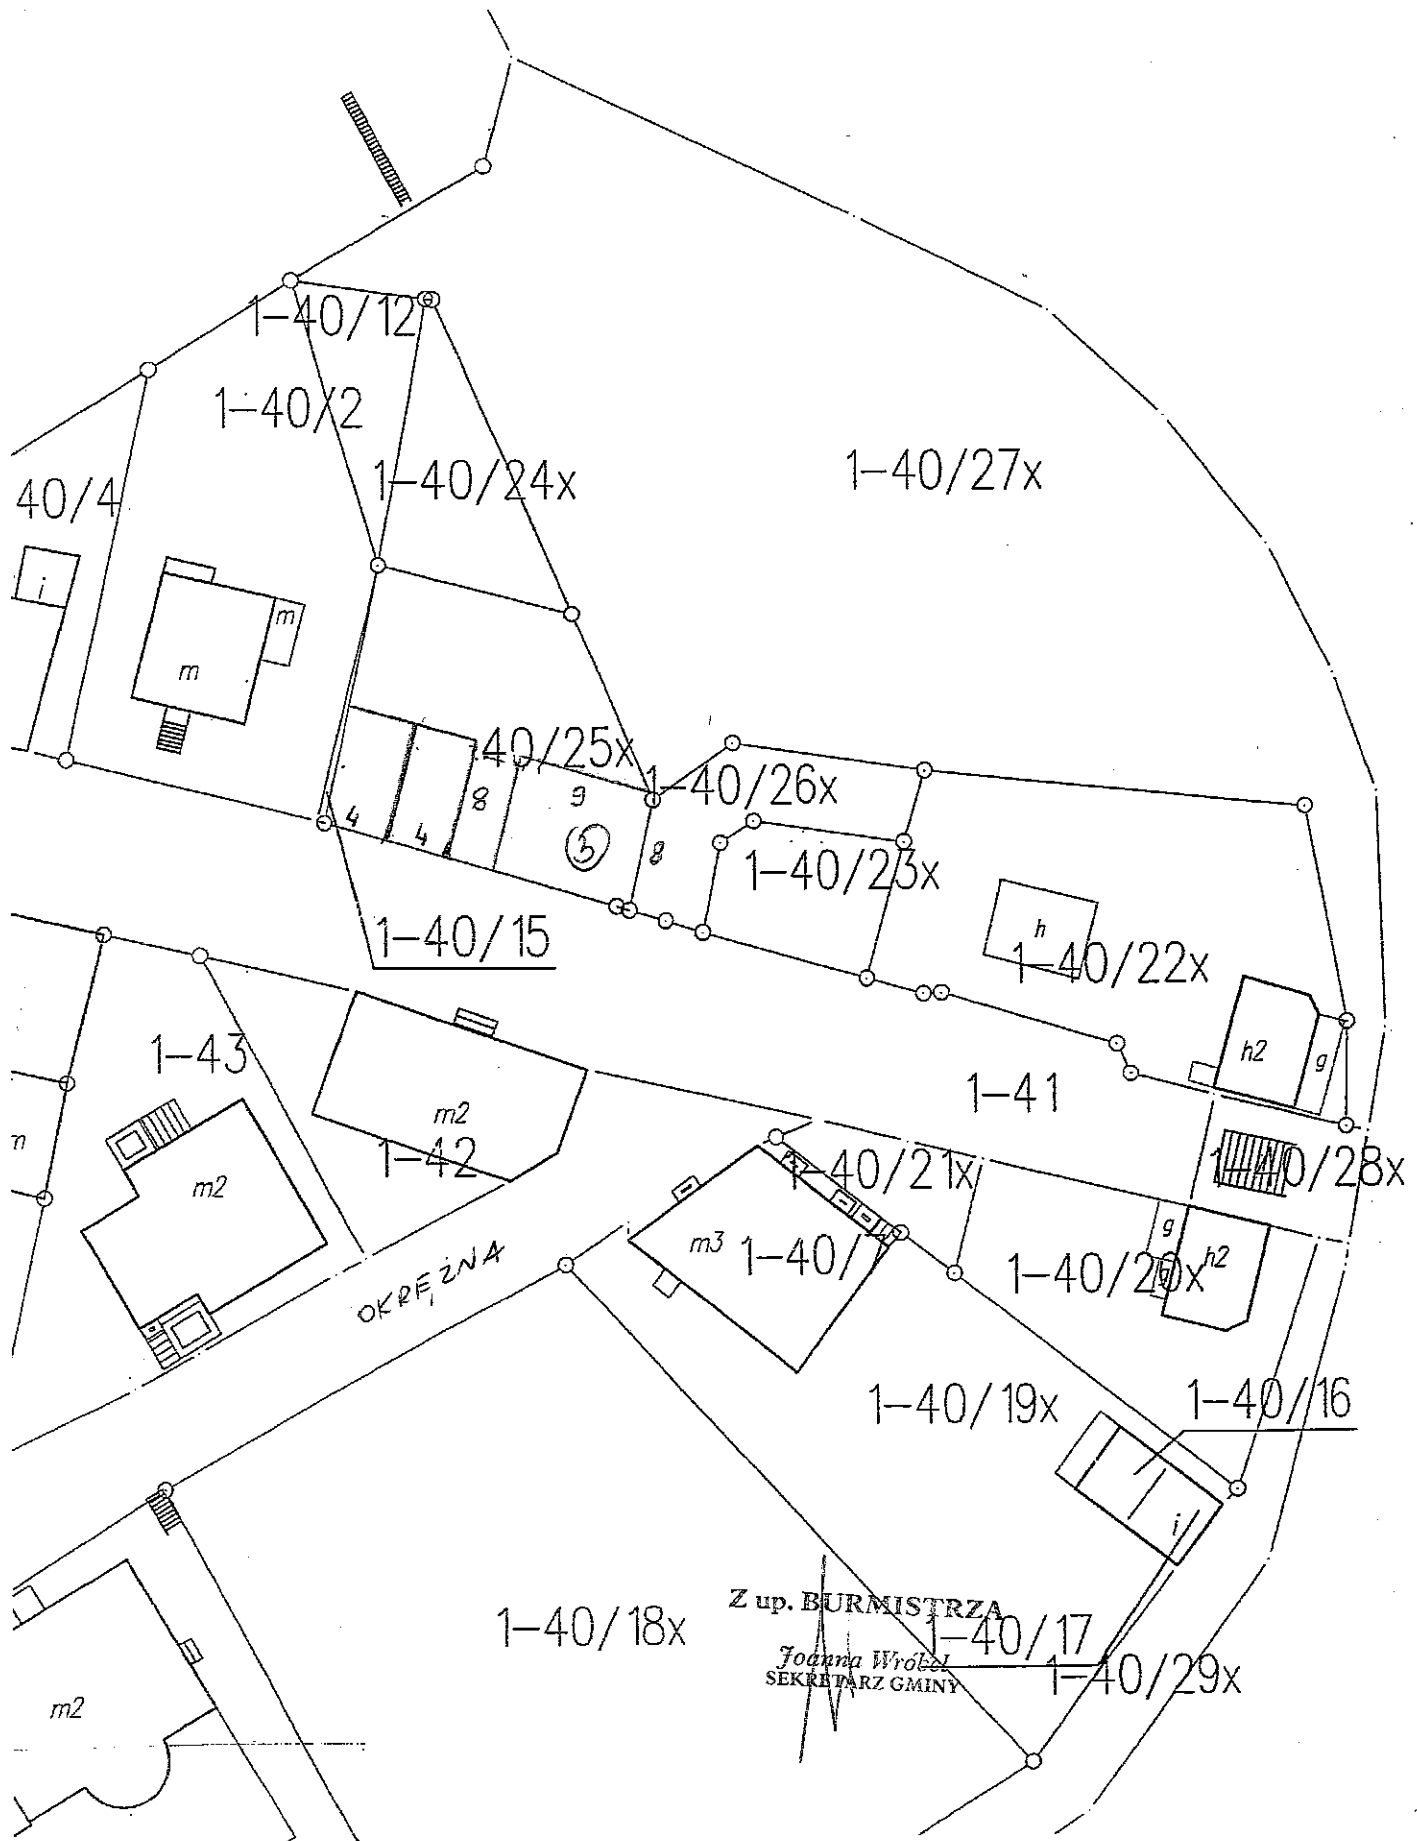 1-40/12
1-40/2
1-40/24x
1-40/27x
40/4
i
m
m
40/25x
1-40/26x
8
9
4
4
3
8
1-40/23x
h
1-40/15
1-40/22x
1-43
h2
g
m2
1-41
1-42
1-40/21x
1-40/28x
m2
m3
1-40/
g
g
h2
1-40/20x
OKRĘŻNA
1-40/19x
1-40/16
i
Z up. BURMISTRZA
1-40/18x
1-40/17
Joanna Wróbel
SEKRETARZ GMINY
1-40/29x
m2